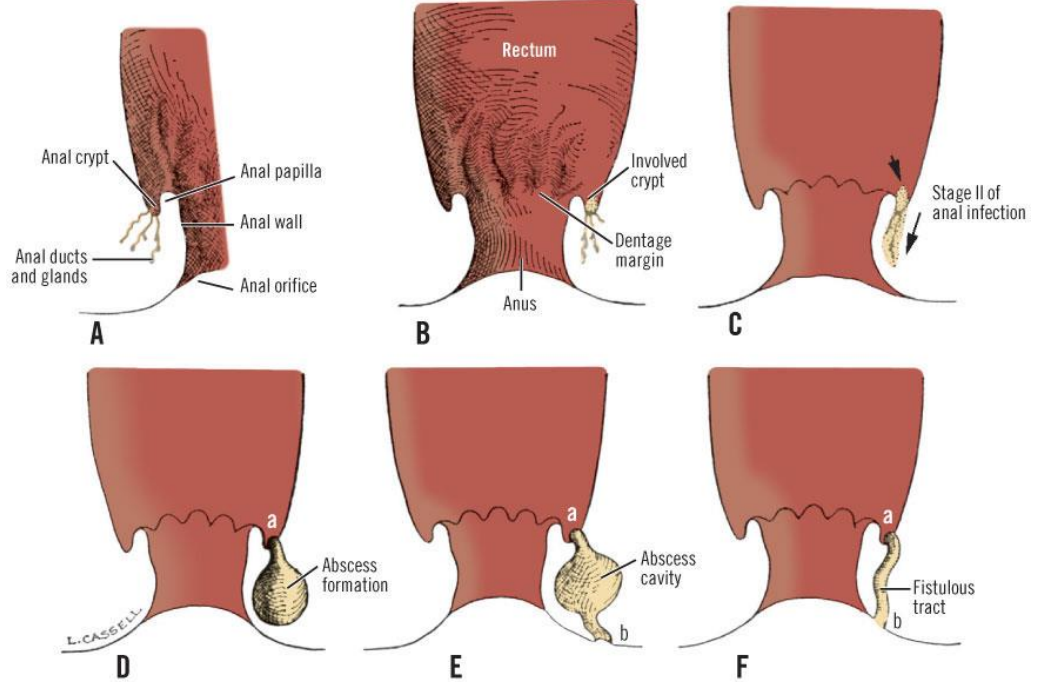 Anal crypt
Anal papilla
Anal wall
Anal ducts
and glands
Anal orifice
A
Rectum
Involved
crypt
Dentage
margin
Anus
B
Stage II of
anal infection
C
a
Abscess
formation
L. CASSELL
D
a
Abscess
cavity
b
E
a
Fistulous
tract
b
F